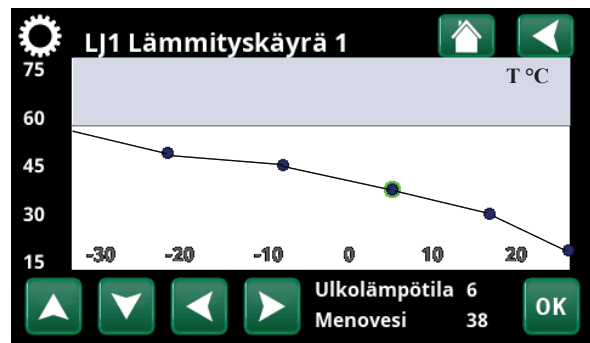 LJ1 Lämmityskäyrä 1
T °C
75
60
45
30
15
-30 -20 -10 0 10 20
Ulkolämpötila 6
Menovesi 38
OK